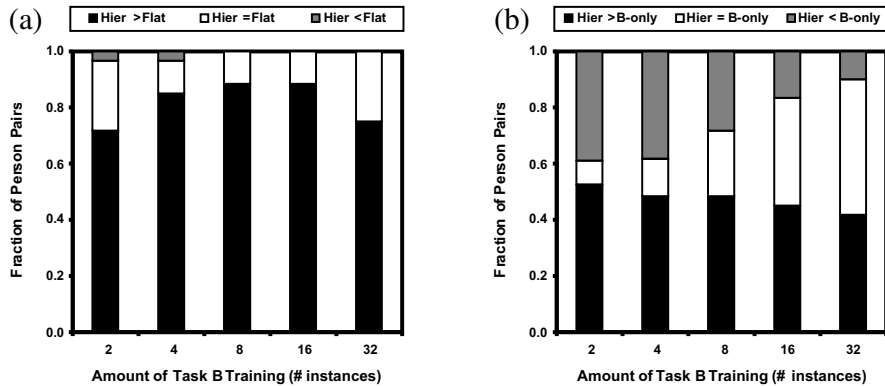 (a)
Hier >Flat Hier =Flat Hier <Flat
1.0
0.8
0.6
0.4
0.2
0.0
Fraction of Person Pairs
2 4 8 16 32
Amount of Task B Training (# instances)
(b)
Hier >B-only Hier = B-only Hier < B-only
1.0
0.8
0.6
0.4
0.2
0.0
Fraction of Person Pairs
2 4 8 16 32
Amount of Task B Training (# instances)